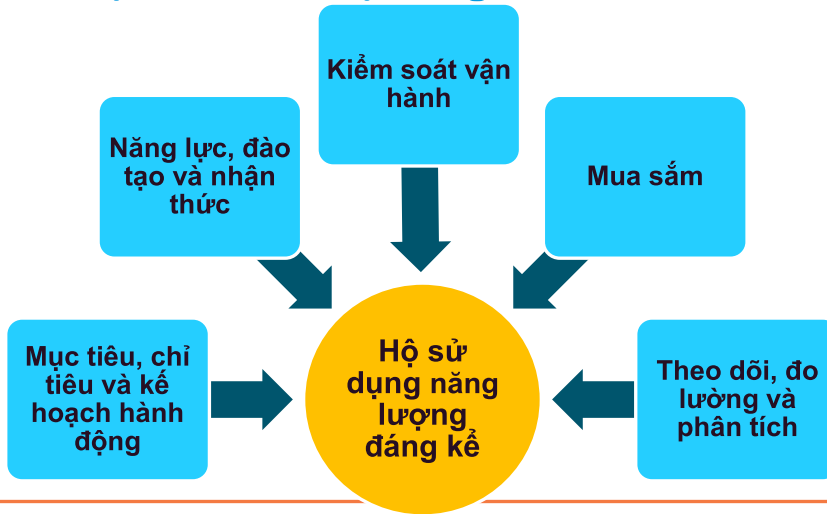 Kiểm soát vận
hành
Năng lực, đào
tạo và nhận
thức
Mua sắm
Mục tiêu, chỉ
tiêu và kế
hoạch hành
động
Hộ sử
dụng năng
lượng
đáng kể
Theo dõi, đo
lường và
phân tích